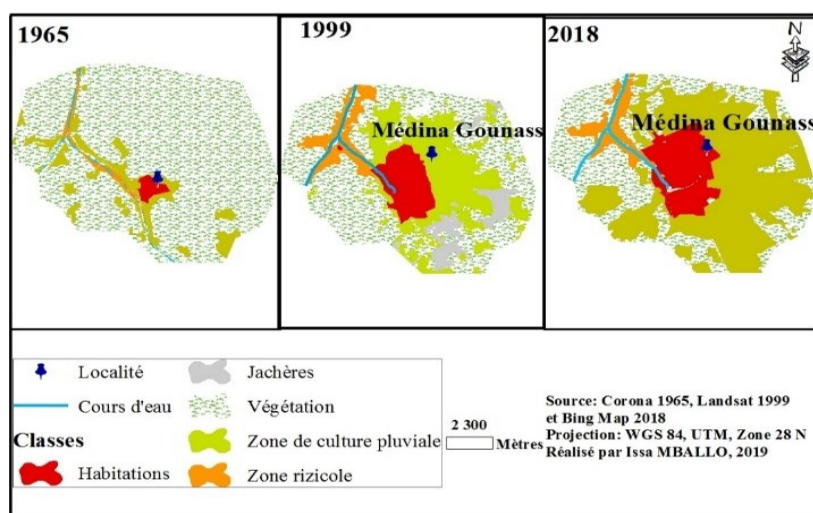 1965
1999
2018
N
Médina Gounass
Médina Gounass
Localité
Cours d'eau
Classes
Habitations
Jachères
Végétation
Zone de culture pluviale
Zone rizicole
2 300
Mètres
Source: Corona 1965, Landsat 1999
et Bing Map 2018
Projection: WGS 84, UTM, Zone 28 N
Réalisé par Issa MBALLO, 2019